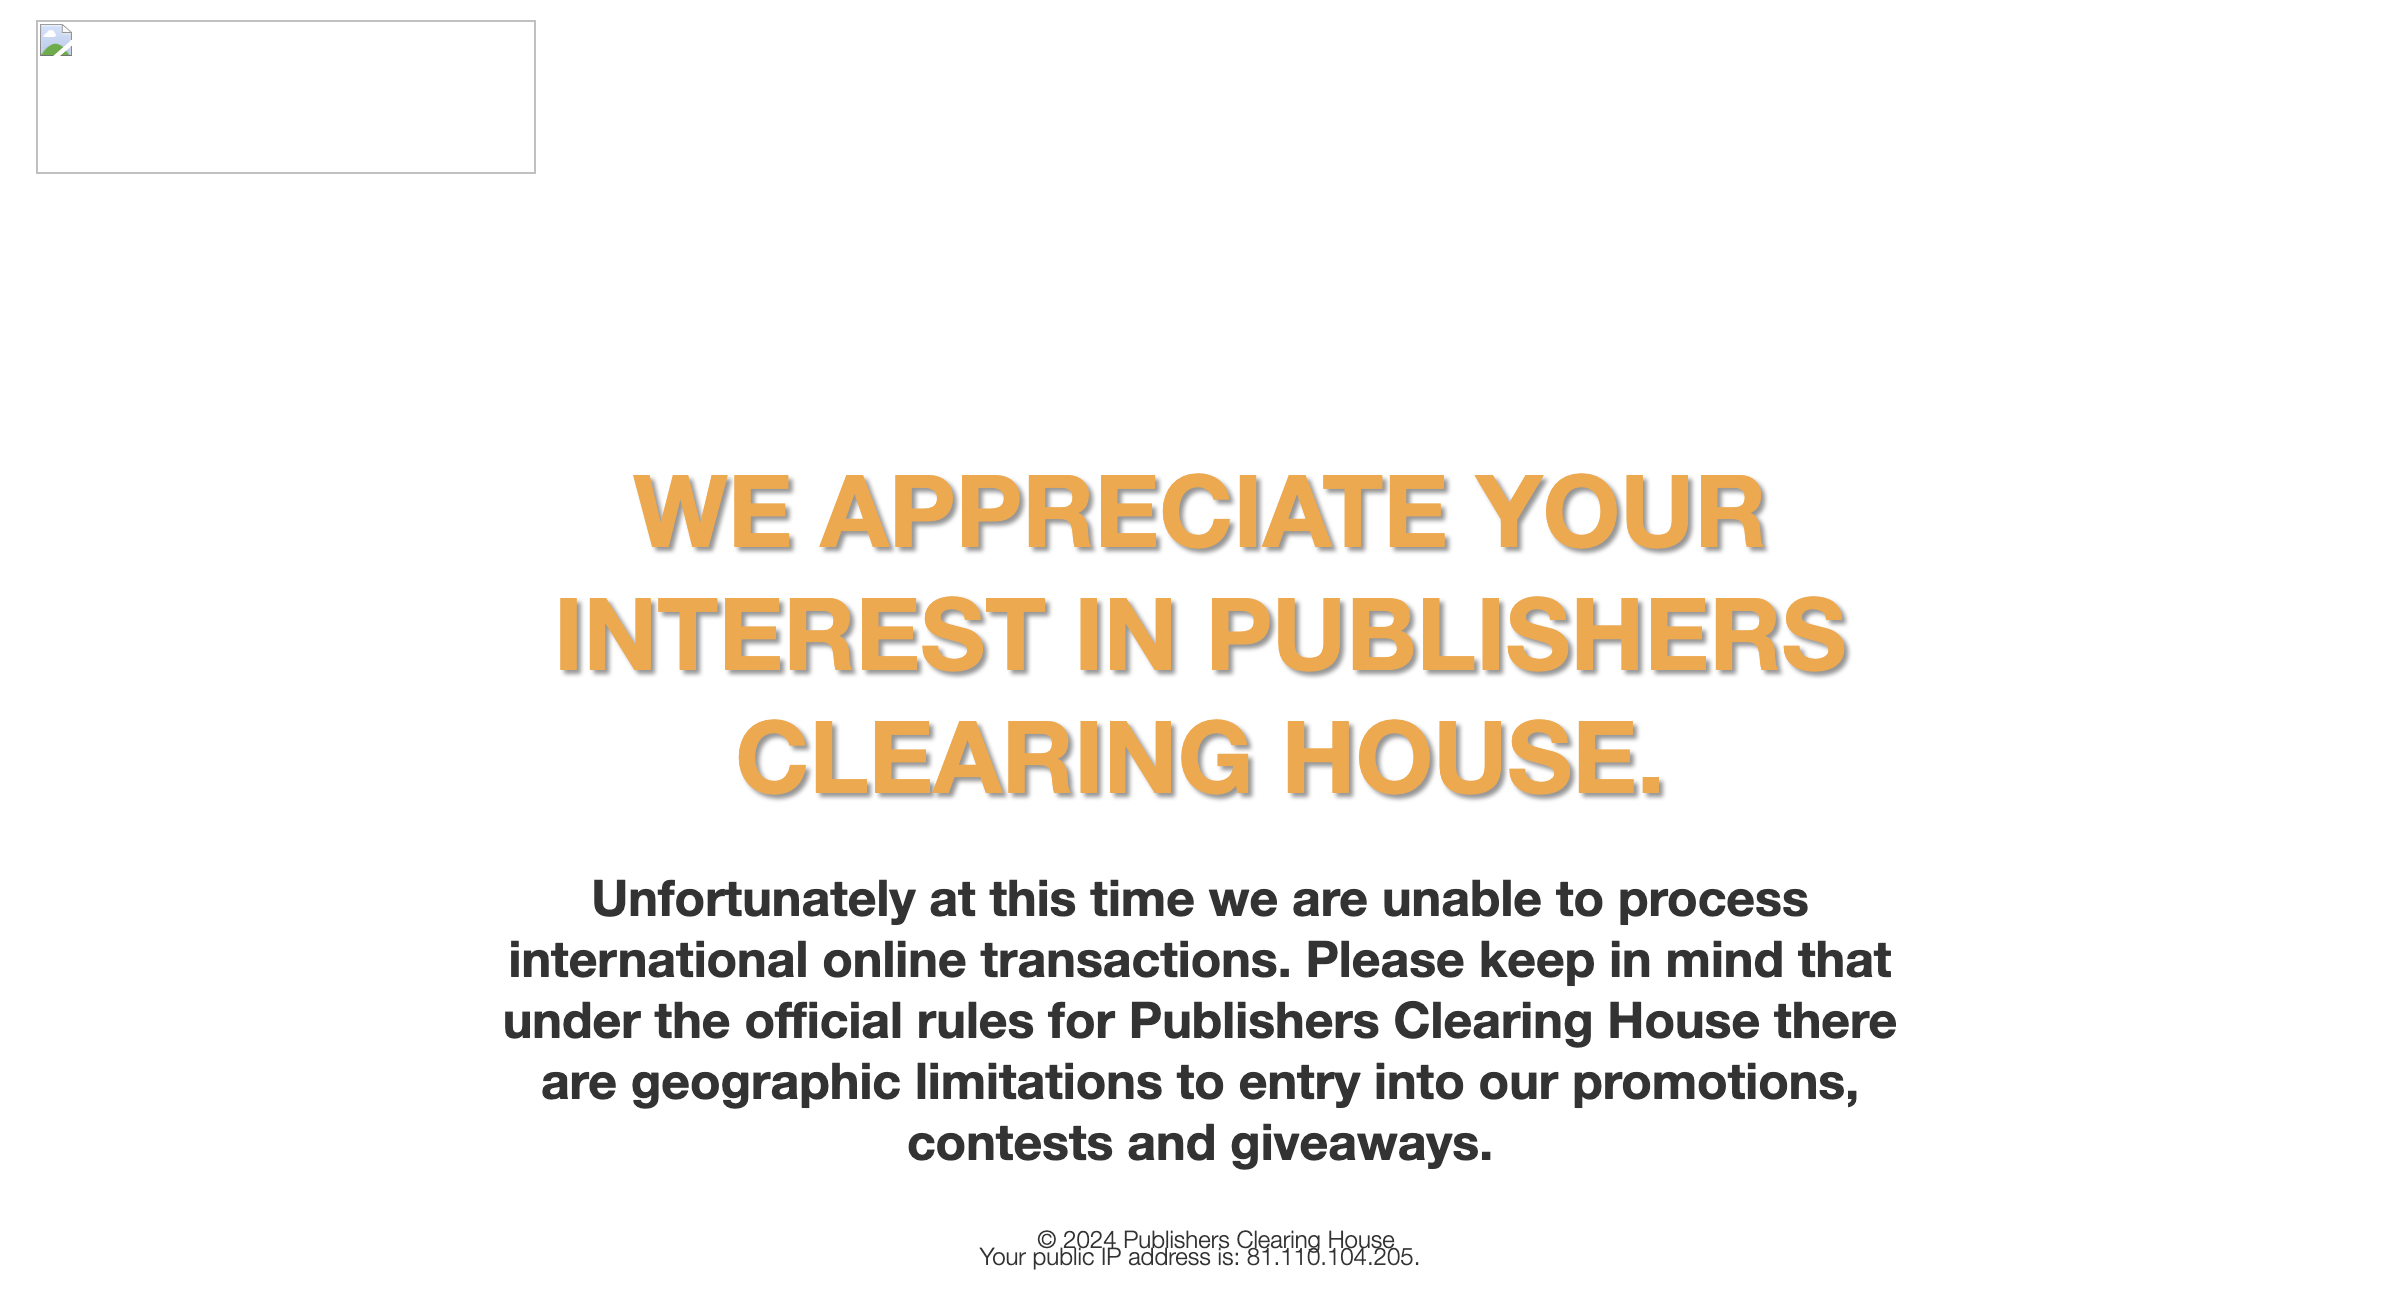 WE APPRECIATE YOUR
INTEREST IN PUBLISHERS
CLEARING HOUSE.
Unfortunately at this time we are unable to process
international online transactions. Please keep in mind that
under the official rules for Publishers Clearing House there
are geographic limitations to entry into our promotions,
contests and giveaways.
© 2024 Publishers Clearing House
Your public IP address is: 81.110.104.205.